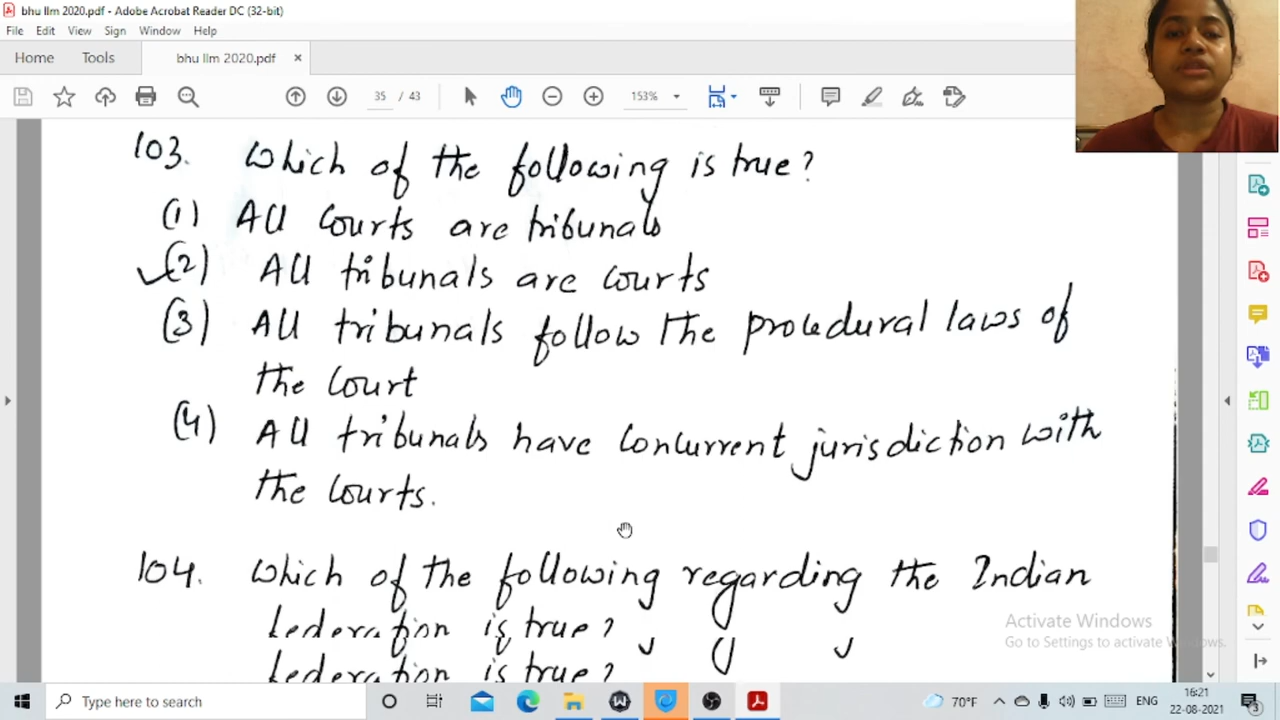 bhu llm 2020.pdf - Adobe Acrobat Reader DC (32-bit)
File Edit View Sign Window Help
Home Tools bhu llm 2020.pdf ×
35 / 43 153%
103. Which of the following is true?
(1) All Courts are tribunals
(2) All tribunals are courts
(3) All tribunals follow the procedural laws of
the Court
(4) All tribunals have concurrent jurisdiction with
the Courts.
104. Which of the following regarding the Indian
federation is true?
federation is true?
Activate Windows
Go to Settings to activate Windows.
Type here to search 70°F ENG 16:21
22-08-2021 3